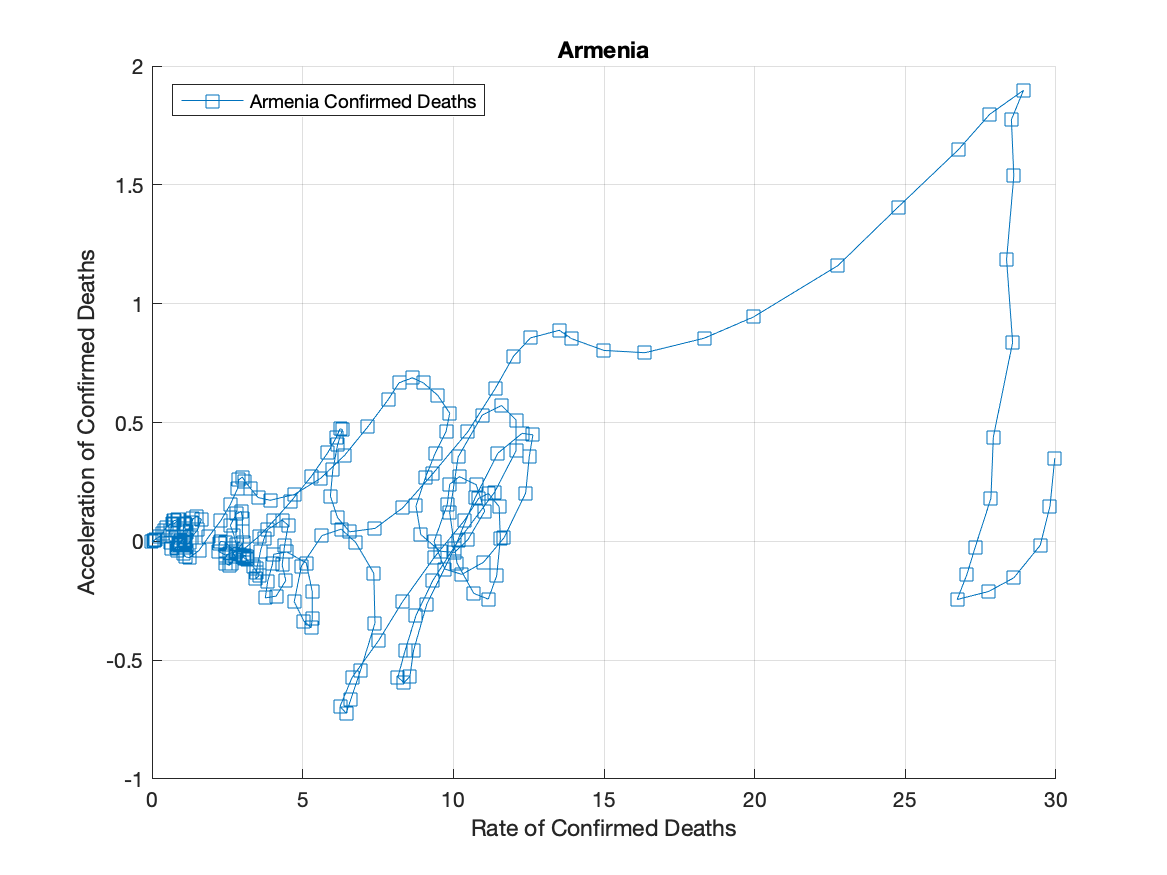 Armenia
Armenia Confirmed Deaths
Acceleration of Confirmed Deaths
2
1.5
1
0.5
0
-0.5
-1
0 5 10 15 20 25 30
Rate of Confirmed Deaths